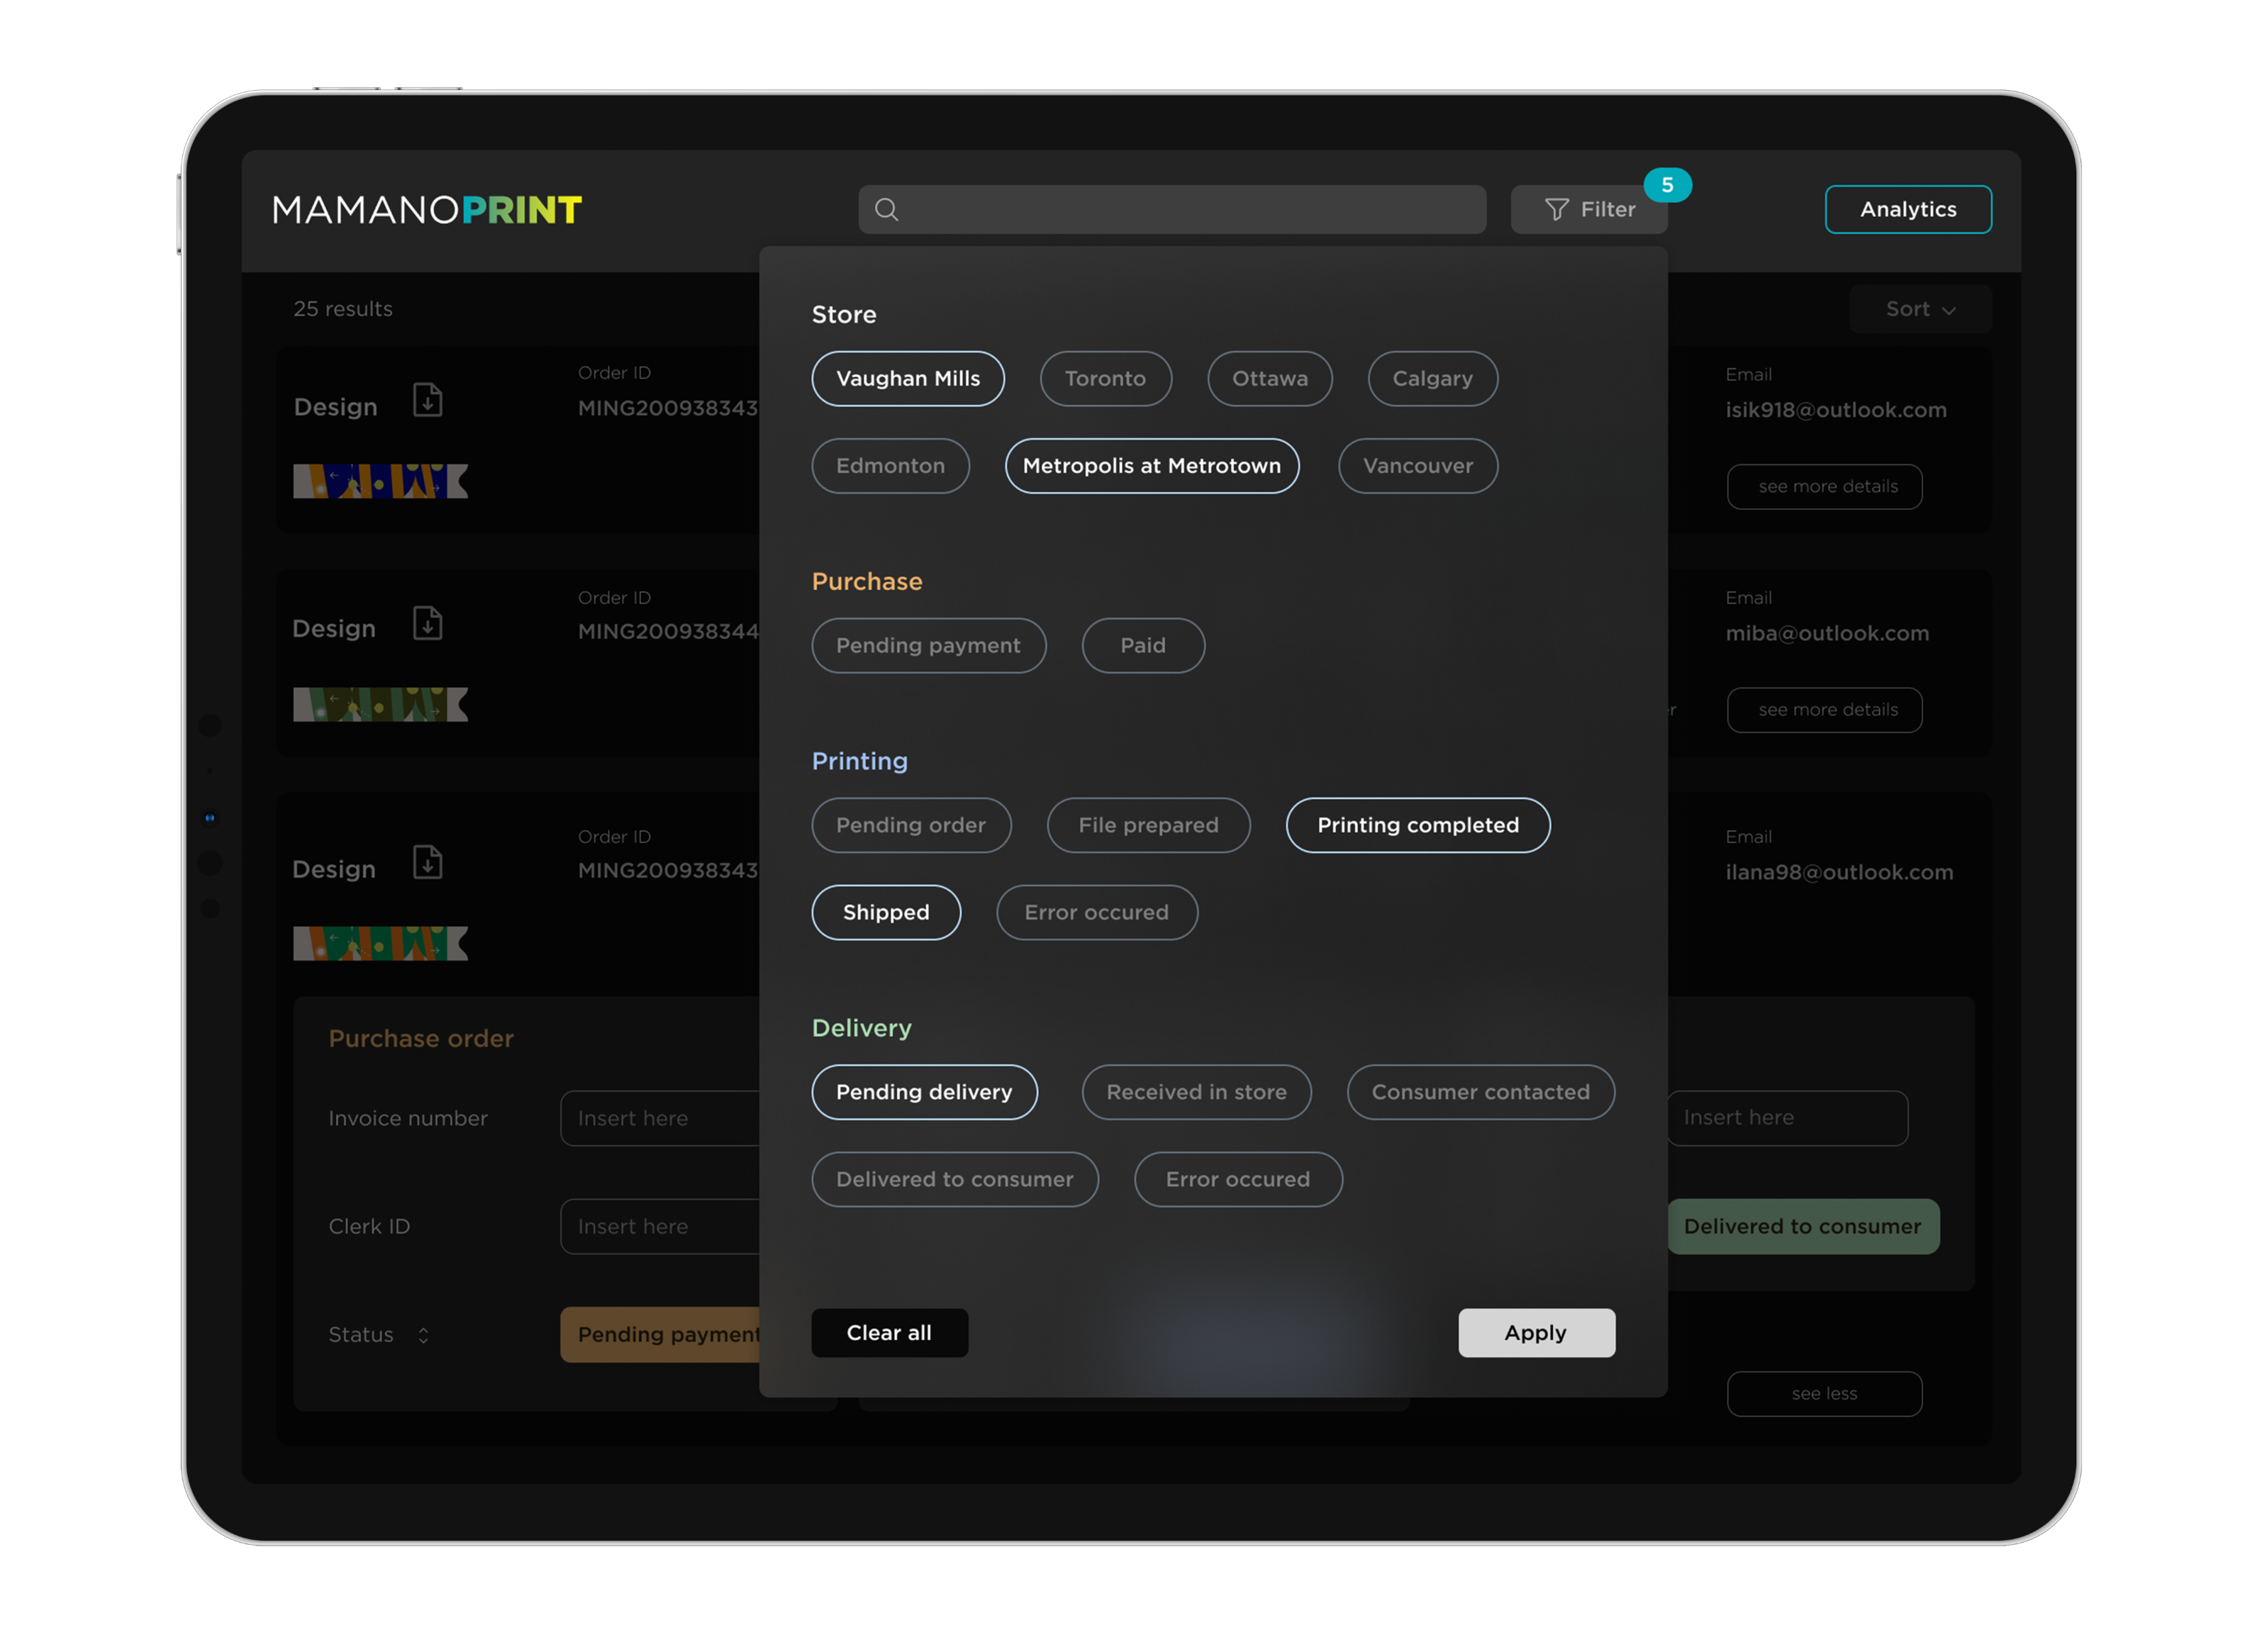 MAMANOPRINT
Filter
5
Analytics
25 results
Sort
Design
Order ID
MING200938343
Email
isik918@outlook.com
see more details
Design
Order ID
MING200938344
Email
miba@outlook.com
see more details
Design
Order ID
MING200938343
Email
ilana98@outlook.com
Purchase order
Invoice number
Insert here
Clerk ID
Insert here
Status
Pending payment
Store
Vaughan Mills
Toronto
Ottawa
Calgary
Edmonton
Metropolis at Metrotown
Vancouver
Purchase
Pending payment
Paid
Printing
Pending order
File prepared
Printing completed
Shipped
Error occured
Delivery
Pending delivery
Received in store
Consumer contacted
Delivered to consumer
Error occured
Clear all
Apply
Insert here
Delivered to consumer
see less